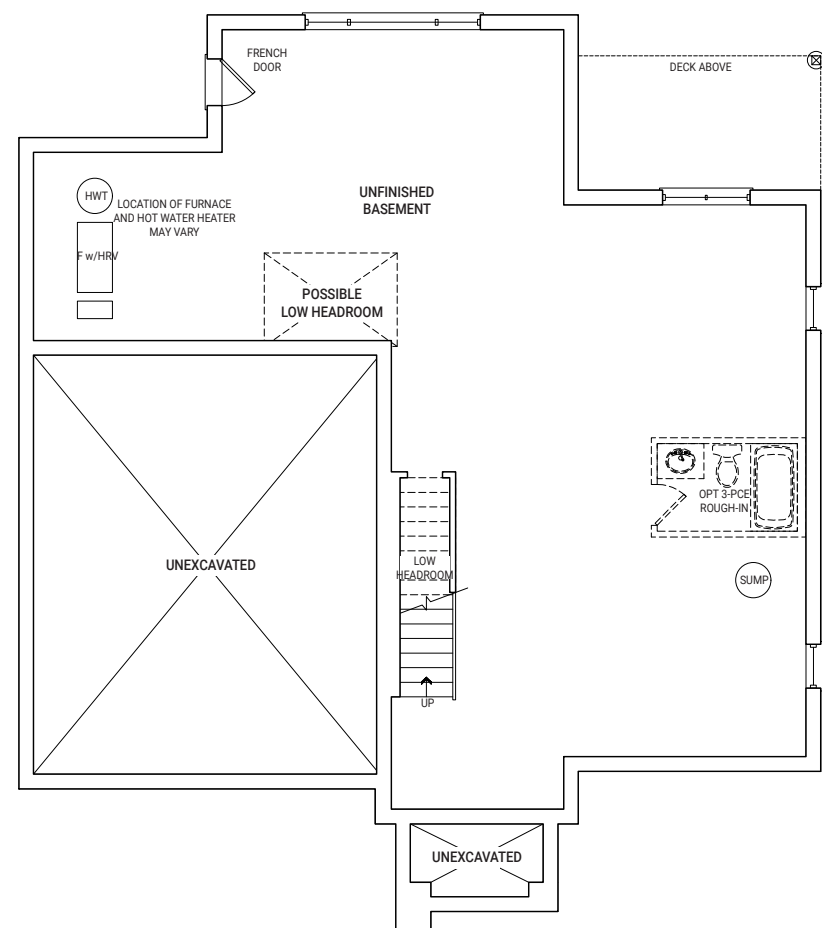 FRENCH
DOOR
DECK ABOVE
HWT
LOCATION OF FURNACE
AND HOT WATER HEATER
MAY VARY
UNFINISHED
BASEMENT
F w/HRV
POSSIBLE
LOW HEADROOM
OPT 3-PCE
ROUGH-IN
UNEXCAVATED
LOW
HEADROOM
SUMP
UP
UNEXCAVATED